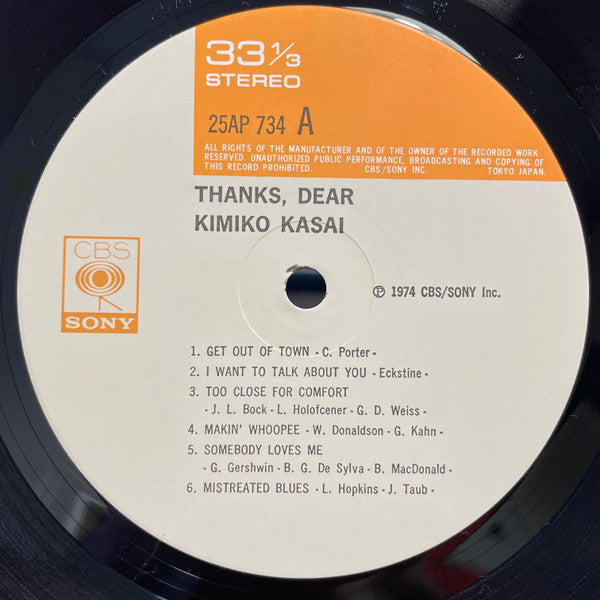 33 1/3
STEREO
25AP 734 A
ALL RIGHTS OF THE MANUFACTURER AND OF THE OWNER OF THE RECORDED WORK
RESERVED. UNAUTHORIZED PUBLIC PERFORMANCE, BROADCASTING AND COPYING OF
THIS RECORD PROHIBITED. CBS/SONY INC. TOKYO JAPAN.
THANKS, DEAR
KIMIKO KASAI
CBS
SONY
℗ 1974 CBS/SONY Inc.
1. GET OUT OF TOWN - C. Porter -
2. I WANT TO TALK ABOUT YOU - Eckstine -
3. TOO CLOSE FOR COMFORT
- J. L. Bock - L. Holofcener - G. D. Weiss -
4. MAKIN' WHOOPEE - W. Donaldson - G. Kahn -
5. SOMEBODY LOVES ME
- G. Gershwin - B. G. De Sylva - B. MacDonald -
6. MISTREATED BLUES - L. Hopkins - J. Taub -